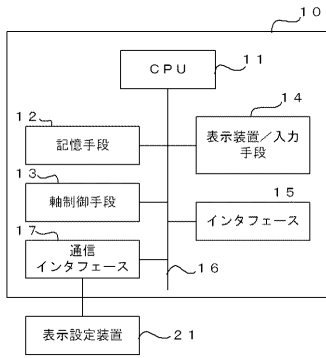 １０
ＣＰＵ
１１
１２
記憶手段
１４
表示装置／入力
手段
１３
軸制御手段
１５
インタフェース
１７
通信
インタフェース
１６
表示設定装置
２１